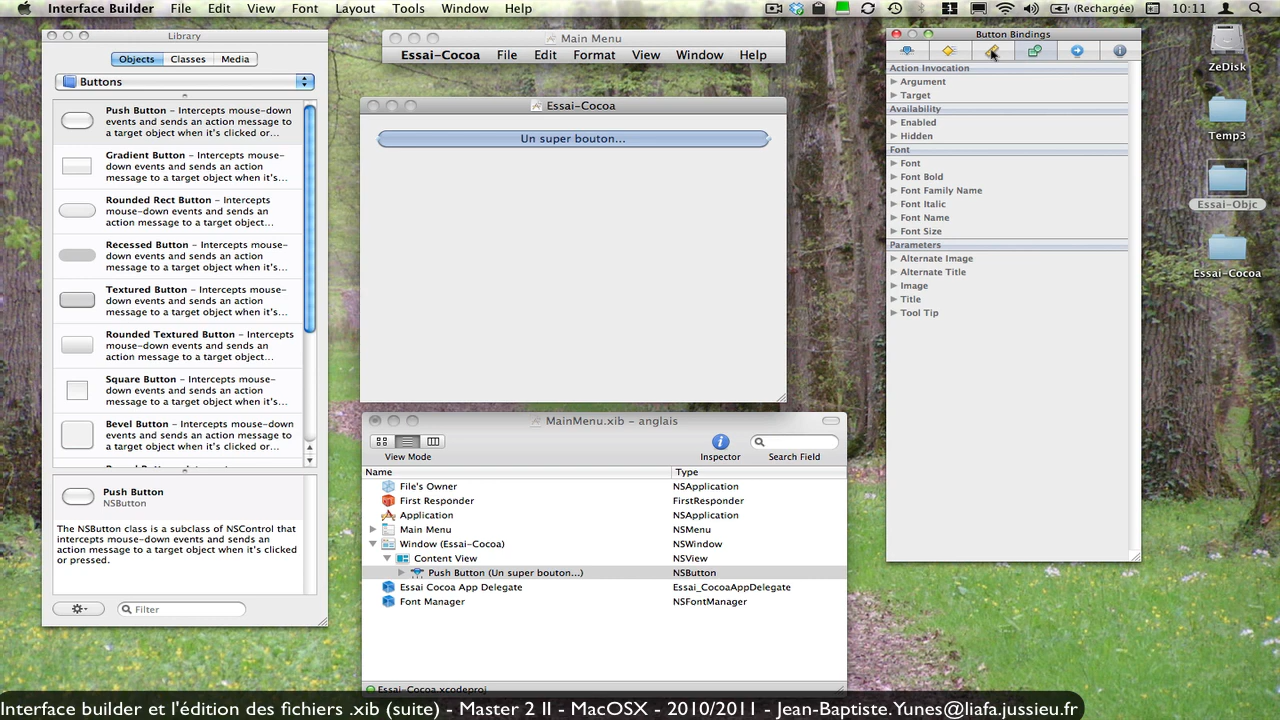 Interface Builder File Edit View Font Layout Tools Window Help (Rechargée) 10:11
Library
Objects Classes Media
Buttons
Push Button – Intercepts mouse-down
events and sends an action message
to a target object when it's clicked or…
Gradient Button – Intercepts mouse-
down events and sends an action
message to a target object when it's…
Rounded Rect Button – Intercepts
mouse-down events and sends an
action message to a target object…
Recessed Button – Intercepts mouse-
down events and sends an action
message to a target object when it's…
Textured Button – Intercepts mouse-
down events and sends an action
message to a target object when it's…
Rounded Textured Button – Intercepts
mouse-down events and sends an
action message to a target object…
Square Button – Intercepts mouse-
down events and sends an action
message to a target object when it's…
Bevel Button – Intercepts mouse-down
events and sends an action message
to a target object when it's clicked or…
Push Button
NSButton
The NSButton class is a subclass of NSControl that
intercepts mouse-down events and sends an
action message to a target object when it's clicked
or pressed.
Filter
Main Menu
Essai-Cocoa File Edit Format View Window Help
Essai-Cocoa
Un super bouton...
MainMenu.xib – anglais
View Mode Inspector Search Field
Name Type
File's Owner NSApplication
First Responder FirstResponder
Application NSApplication
Main Menu NSMenu
Window (Essai-Cocoa) NSWindow
Content View NSView
Push Button (Un super bouton...) NSButton
Essai Cocoa App Delegate Essai_CocoaAppDelegate
Font Manager NSFontManager
Essai-Cocoa.xcodeproj
Button Bindings
Action Invocation
Argument
Target
Availability
Enabled
Hidden
Font
Font
Font Bold
Font Family Name
Font Italic
Font Name
Font Size
Parameters
Alternate Image
Alternate Title
Image
Title
Tool Tip
ZeDisk
Temp3
Essai-Objc
Essai-Cocoa
Interface builder et l'édition des fichiers .xib (suite) - Master 2 II - MacOSX - 2010/2011 - Jean-Baptiste.Yunes@liafa.jussieu.fr